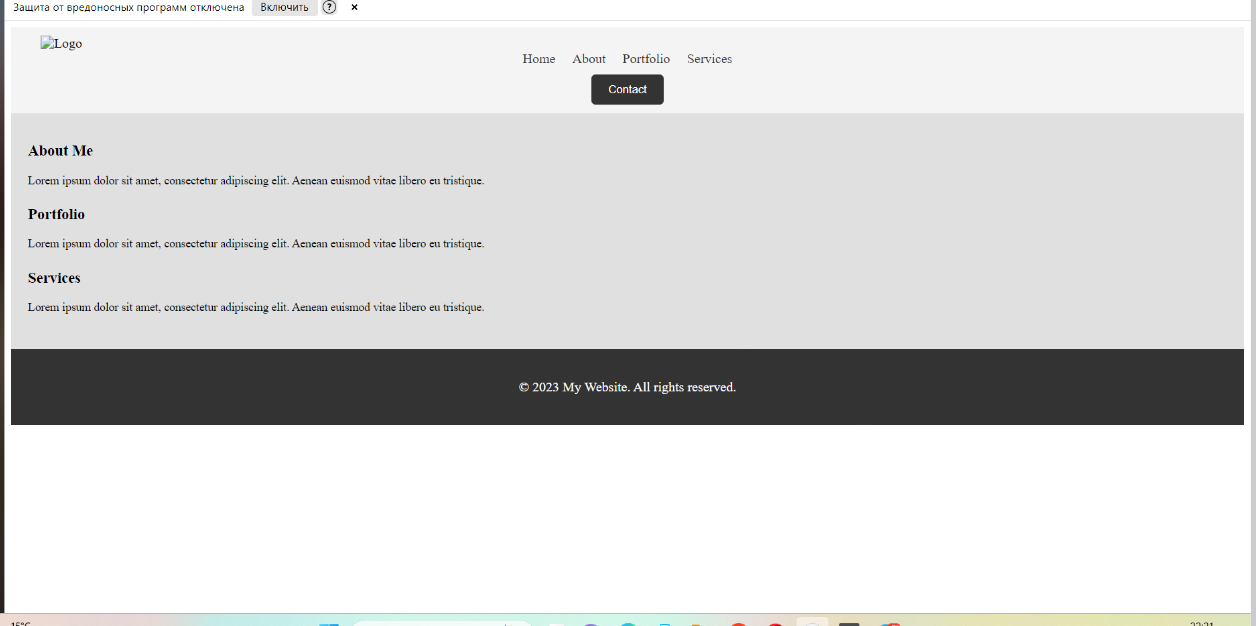 Защита от вредоносных программ отключена Включить ? ×
Logo
Home About Portfolio Services
Contact
About Me
Lorem ipsum dolor sit amet, consectetur adipiscing elit. Aenean euismod vitae libero eu tristique.
Portfolio
Lorem ipsum dolor sit amet, consectetur adipiscing elit. Aenean euismod vitae libero eu tristique.
Services
Lorem ipsum dolor sit amet, consectetur adipiscing elit. Aenean euismod vitae libero eu tristique.
© 2023 My Website. All rights reserved.
15°C